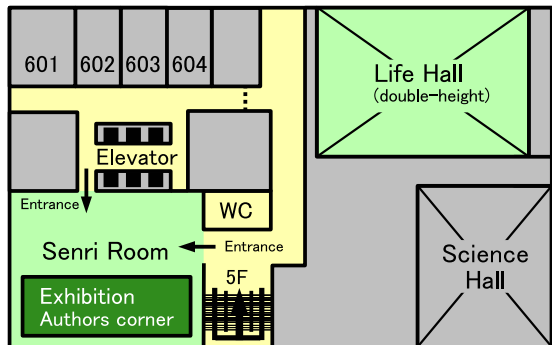 601
602
603
604
Life Hall
(double-height)
Elevator
Entrance
WC
Senri Room
Entrance
Science
Hall
5F
Exhibition
Authors corner